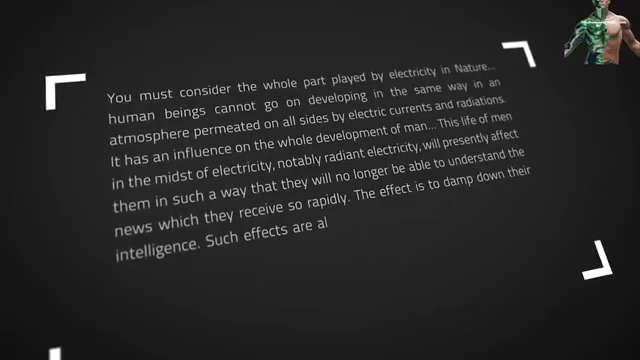 You must consider the whole part played by electricity in Nature...
human beings cannot go on developing in the same way in an
atmosphere permeated on all sides by electric currents and radiations.
It has an influence on the whole development of man... This life of men
in the midst of electricity, notably radiant electricity, will presently affect
them in such a way that they will no longer be able to understand the
news which they receive so rapidly. The effect is to damp down their
intelligence. Such effects are al